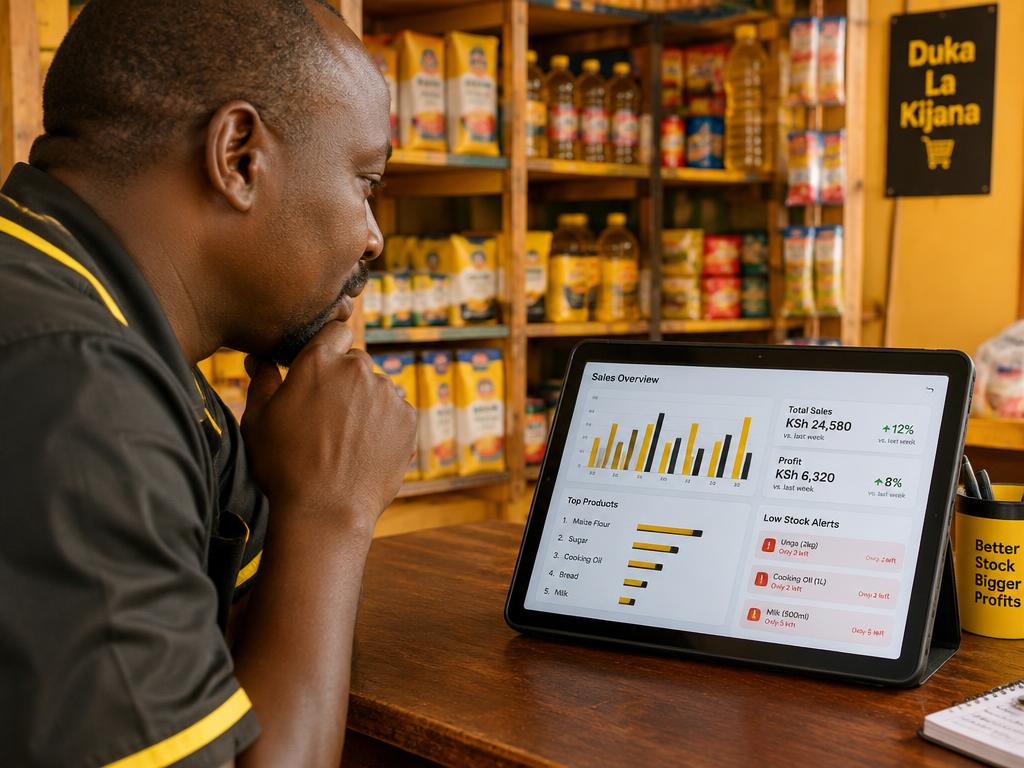 Duka
La
Kijana
Sales Overview
Total Sales
KSh 24,580
+12%
vs. last week
vs. last week
Profit
KSh 6,320
+8%
vs. last week
vs. last week
Top Products
1. Maize Flour
2. Sugar
3. Cooking Oil
4. Bread
5. Milk
Low Stock Alerts
Unga (2kg)
Only 3 left
Cooking Oil (1L)
Only 2 left
Only 2 left
Milk (500ml)
Only 5 left
Only 5 left
Better
Stock
Bigger
Profits